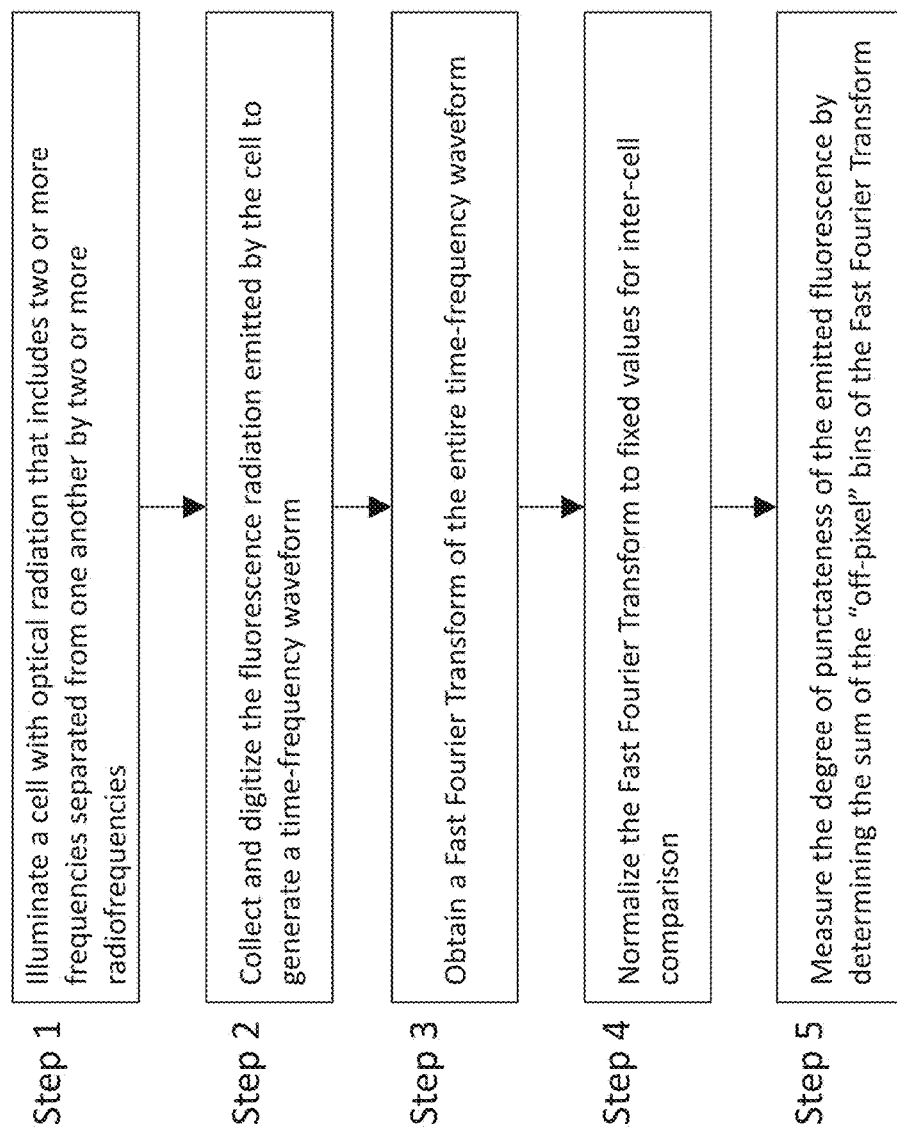 Step 1
Illuminate a cell with optical radiation that includes two or more
frequencies separated from one another by two or more
radiofrequencies
Step 2
Collect and digitize the fluorescence radiation emitted by the cell to
generate a time-frequency waveform
Step 3
Obtain a Fast Fourier Transform of the entire time-frequency waveform
Step 4
Normalize the Fast Fourier Transform to fixed values for inter-cell
comparison
Step 5
Measure the degree of punctateness of the emitted fluorescence by
determining the sum of the "off-pixel" bins of the Fast Fourier Transform